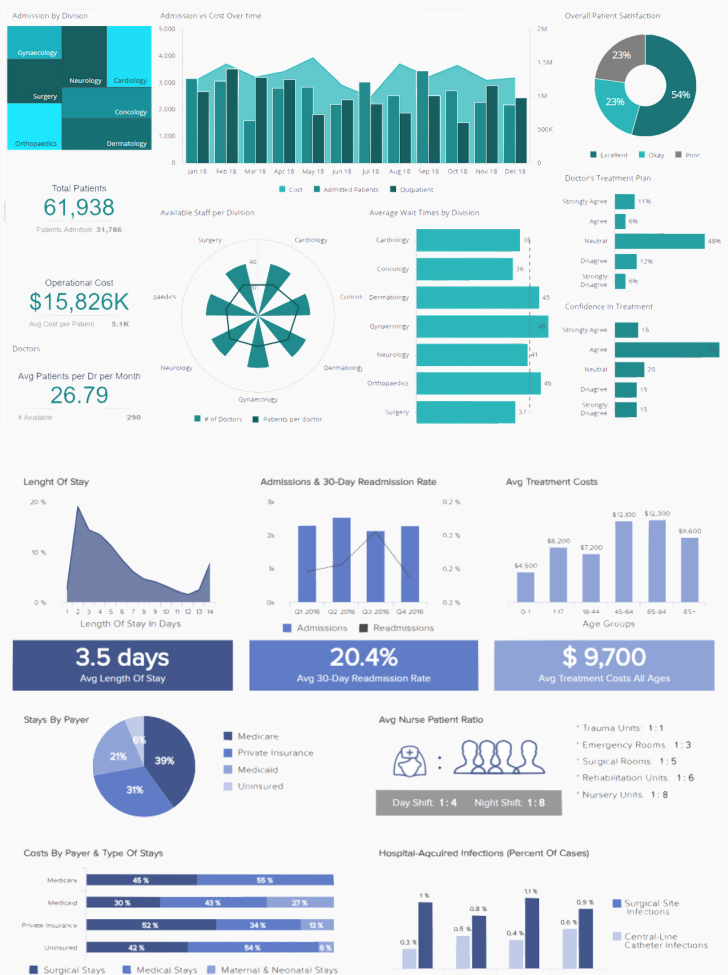 Admission by Divison
Gynaecology
Neurology
Cardiology
Surgery
Concology
Orthopaedics
Dermatology
Admission vs Cost Over time
5,000
4,000
3,000
2,000
1,000
0
2M
1.5M
1M
500K
0
Jan 18 Feb 18 Mar 18 Apr 18 May 18 Jun 18 Jul 18 Aug 18 Sep 18 Oct 18 Nov 18 Dec 18
Cost Admitted Patients Outpatient
Overall Patient Satisfaction
23%
23%
54%
Excellent Okay Poor
Total Patients
61,938
Patients Admitted 31,786
Operational Cost
$15,826K
Avg Cost per Patient 5.1K
Doctors
Avg Patients per Dr per Month
26.79
# Available 290
Available Staff per Division
Surgery
Cardiology
40
paedics
Dermatolog
Neurology
Gynaecology
# of Doctors Patients per doctor
Average Wait Times by Division
Cardiology
Concology 36
Dermatology 45
Gynaernlogy 49
Neurology 41
Orthopaedics 46
Surgery 37
Doctor's Treatment Plan
Strongly Agree 11%
Agree 6%
Neutral 48%
Disagree 12%
Strongly Disagree 6%
Confidence In Treatment
Strongly Agree 16
Agree
Neutral 20
Disagree 15
Strongly Disagree 15
Lenght Of Stay
20 %
10 %
0 %
1 2 3 4 5 6 7 8 9 10 11 12 13 14
Length Of Stay In Days
Admissions & 30-Day Readmission Rate
3k
2k
1k
0k
0,2 %
0,2 %
0,2 %
0,2 %
Q1 2016 Q2 2016 Q3 2016 Q4 2016
Admissions Readmissions
Avg Treatment Costs
$4,500
$8,200
$7,200
$12,100
$12,300
$9,600
0-1 1-17 18-44 45-64 65-84 85+
Age Groups
3.5 days
Avg Length Of Stay
20.4%
Avg 30-Day Readmission Rate
$ 9,700
Avg Treatment Costs All Ages
Stays By Payer
6%
21%
39%
31%
Medicare
Private Insurance
Medicaid
Uninsured
Avg Nurse Patient Ratio
:
Day Shift: 1 : 4 Night Shift: 1 : 8
* Trauma Units: 1 : 1
* Emergency Rooms: 1 : 3
* Surgical Rooms: 1 : 5
* Rehabilitation Units: 1 : 6
* Nursery Units: 1 : 8
Costs By Payer & Type Of Stays
Medicare 45 % 55 %
Medicaid 30 % 43 % 27 %
Private Insurance 52 % 34 % 13 %
Uninsured 42 % 54 % 6 %
Surgical Stays Medical Stays Maternal & Neonatal Stays
Hospital-Aqcuired Infections (Percent Of Cases)
0.3 %
1 %
0.5 %
0.8 %
0.4 %
1.1 %
0.6 %
0.9 %
Surgical Site
Infections
Central-Line
Catheter Infections